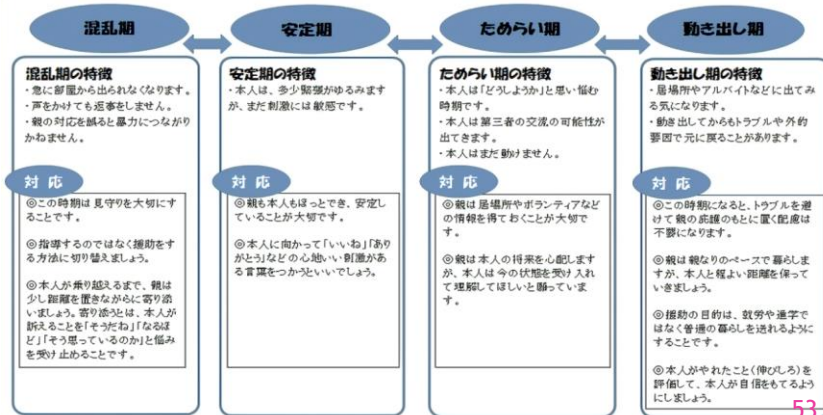 混乱期
安定期
ためらい期
動き出し期
混乱期の特徴
・急に部屋から出られなくなります。
・声をかけても返事をしません。
・親の対応を誤ると暴力につながり
かねません。
対応
◎この時期は見守りを大切にす
ることです。
◎指導するのではなく援助をす
る方法に切り替えましょう。
◎本人が乗り越えるまで、親は
少し距離を置きながらに寄り添
いましょう。寄り添うとは、本人が
訴えることを「そうだね」「なるほ
ど」「そう思っているのか」と悩み
を受け止めることです。
安定期の特徴
・本人は、多少緊張がゆるみます
が、まだ刺激には敏感です。
対応
◎親も本人もほっとでき、安定し
ていることが大切です。
◎本人に向かって「いいね」「あり
がとう」などの心地いい刺激があ
る言葉をつかうといいでしょう。
ためらい期の特徴
・本人は「どうしようか」と思い悩む
時期です。
・本人は第三者の交流の可能性が
出てきます。
・本人はまだ動けません。
対応
◎親は居場所やボランティアなど
の情報を得ておくことが大切で
す。
◎親は本人の将来を心配します
が、本人は今の状態を受け入れ
て理解してほしいと願っていま
す。
動き出し期の特徴
・居場所やアルバイトなどに出てみ
る気になります。
・動き出してからもトラブルや外的
要因で元に戻ることがあります。
対応
◎この時期になると、トラブルを避
けて親の庇護のもとに置く配慮は
不要になります。
◎親は親なりのペースで暮らしま
すが、本人と程よい距離を保って
いきましょう。
◎援助の目的は、就労や進学で
はなく普通の暮らしを送れるように
することです。
◎本人がやれたこと(伸びしろ)を
評価して、本人が自信をもてるよう
にしましょう。
53